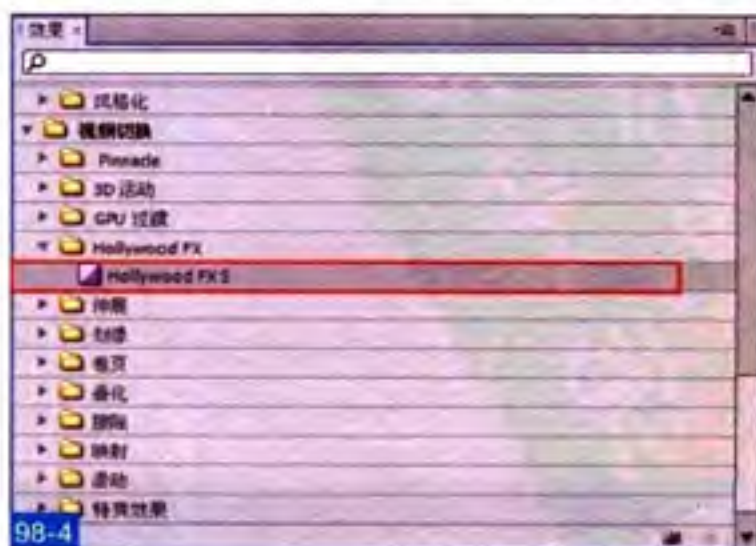 效果 ×
风格化
视频切换
Pinnacle
3D 运动
GPU 过渡
Hollywood FX
Hollywood FX 5
伸展
划像
卷页
叠化
擦除
映射
滑动
特殊效果
98-4